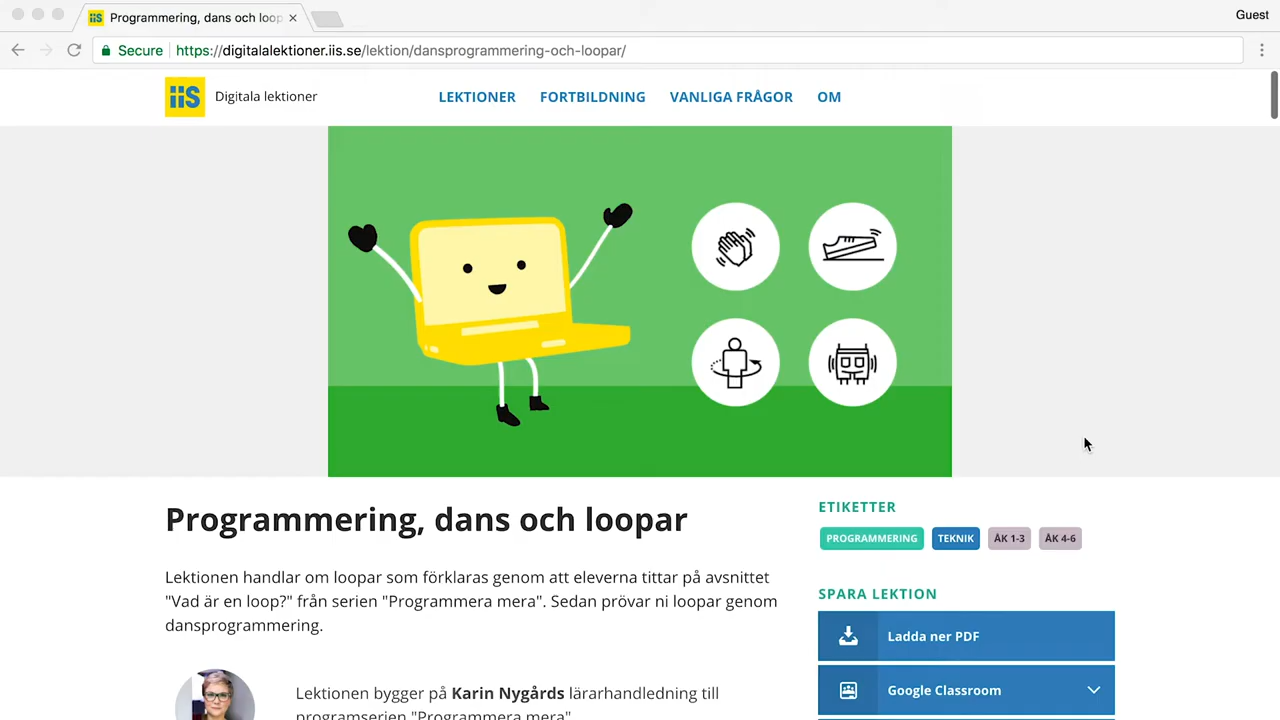 Programmering, dans och loop
Guest
Secure https://digitalalektioner.iis.se/lektion/dansprogrammering-och-loopar/
iis Digitala lektioner LEKTIONER FORTBILDNING VANLIGA FRÅGOR OM
Programmering, dans och loopar
Lektionen handlar om loopar som förklaras genom att eleverna tittar på avsnittet
"Vad är en loop?" från serien "Programmera mera". Sedan prövar ni loopar genom
dansprogrammering.
Lektionen bygger på Karin Nygårds lärarhandledning till
programserien "Programmera mera"
ETIKETTER
PROGRAMMERING TEKNIK ÅK 1-3 ÅK 4-6
SPARA LEKTION
Ladda ner PDF
Google Classroom